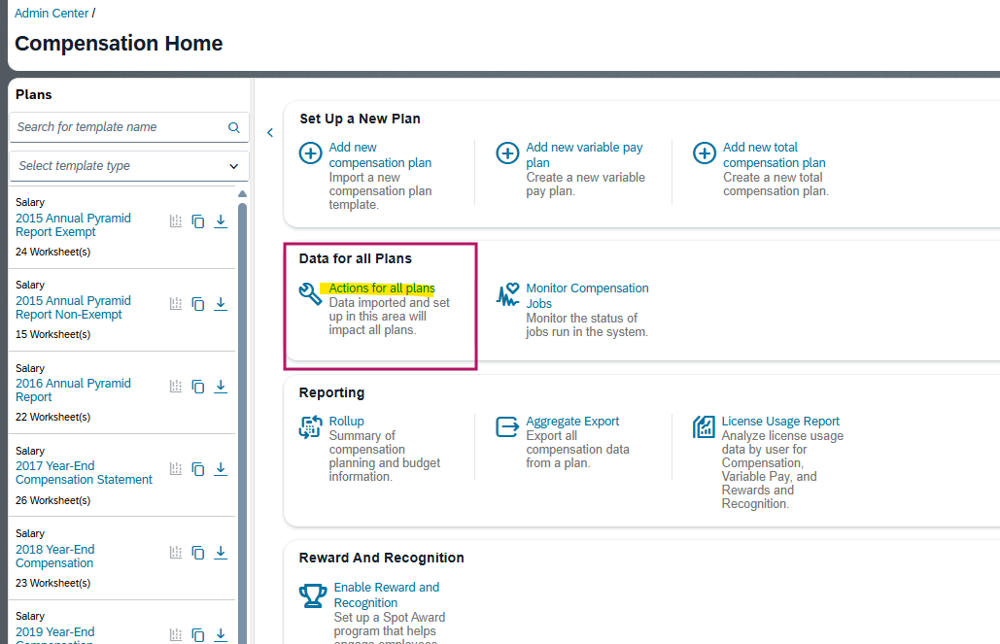 Admin Center /
Compensation Home
Plans
Search for template name
Select template type
Salary
2015 Annual Pyramid
Report Exempt
24 Worksheet(s)
Salary
2015 Annual Pyramid
Report Non-Exempt
15 Worksheet(s)
Salary
2016 Annual Pyramid
Report
22 Worksheet(s)
Salary
2017 Year-End
Compensation Statement
26 Worksheet(s)
Salary
2018 Year-End
Compensation
23 Worksheet(s)
Salary
2019 Year-End
Compensation
Set Up a New Plan
Add new
compensation plan
Import a new
compensation plan
template.
Add new variable pay
plan
Create a new variable
pay plan.
Add new total
compensation plan
Create a new total
compensation plan.
Data for all Plans
Actions for all plans
Data imported and set
up in this area will
impact all plans.
Monitor Compensation
Jobs
Monitor the status of
jobs run in the system.
Reporting
Rollup
Summary of
compensation
planning and budget
information.
Aggregate Export
Export all
compensation data
from a plan.
License Usage Report
Analyze license usage
data by user for
Compensation,
Variable Pay, and
Rewards and
Recognition.
Reward And Recognition
Enable Reward and
Recognition
Set up a Spot Award
program that helps
engage employees